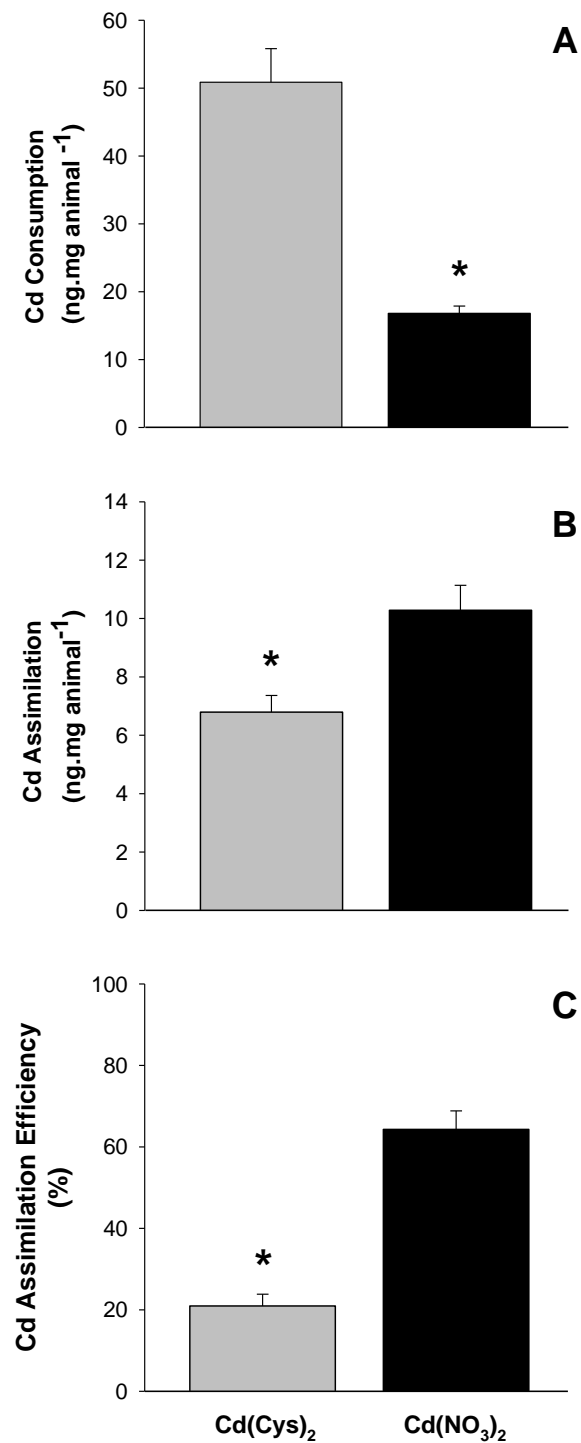 A
Cd Consumption
(ng.mg animal ⁻¹)
60
50
40
30
20
10
0
*
B
Cd Assimilation
(ng.mg animal⁻¹)
14
12
10
8
6
4
2
0
*
C
Cd Assimilation Efficiency
(%)
100
80
60
40
20
0
*
Cd(Cys)₂ Cd(NO₃)₂